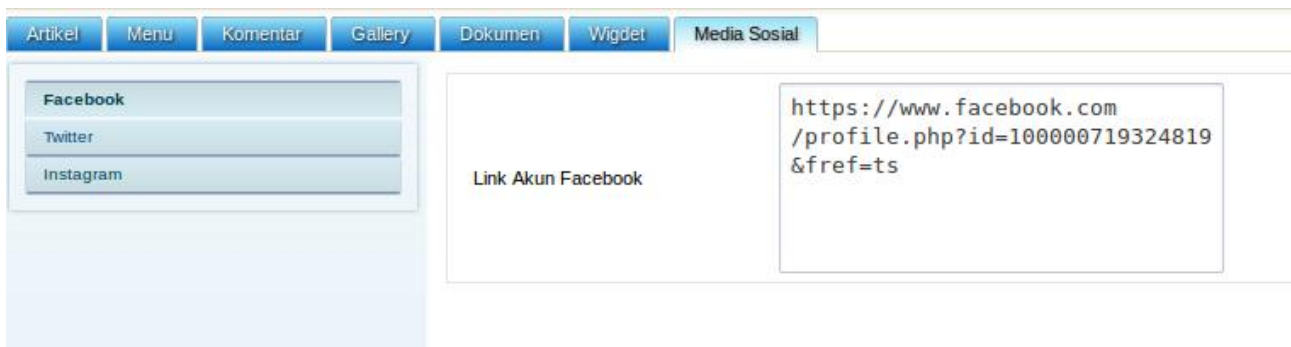 Artikel Menu Komentar Gallery Dokumen Wigdet Media Sosial
Facebook
Twitter
Instagram
Link Akun Facebook
https://www.facebook.com
/profile.php?id=100000719324819
&fref=ts